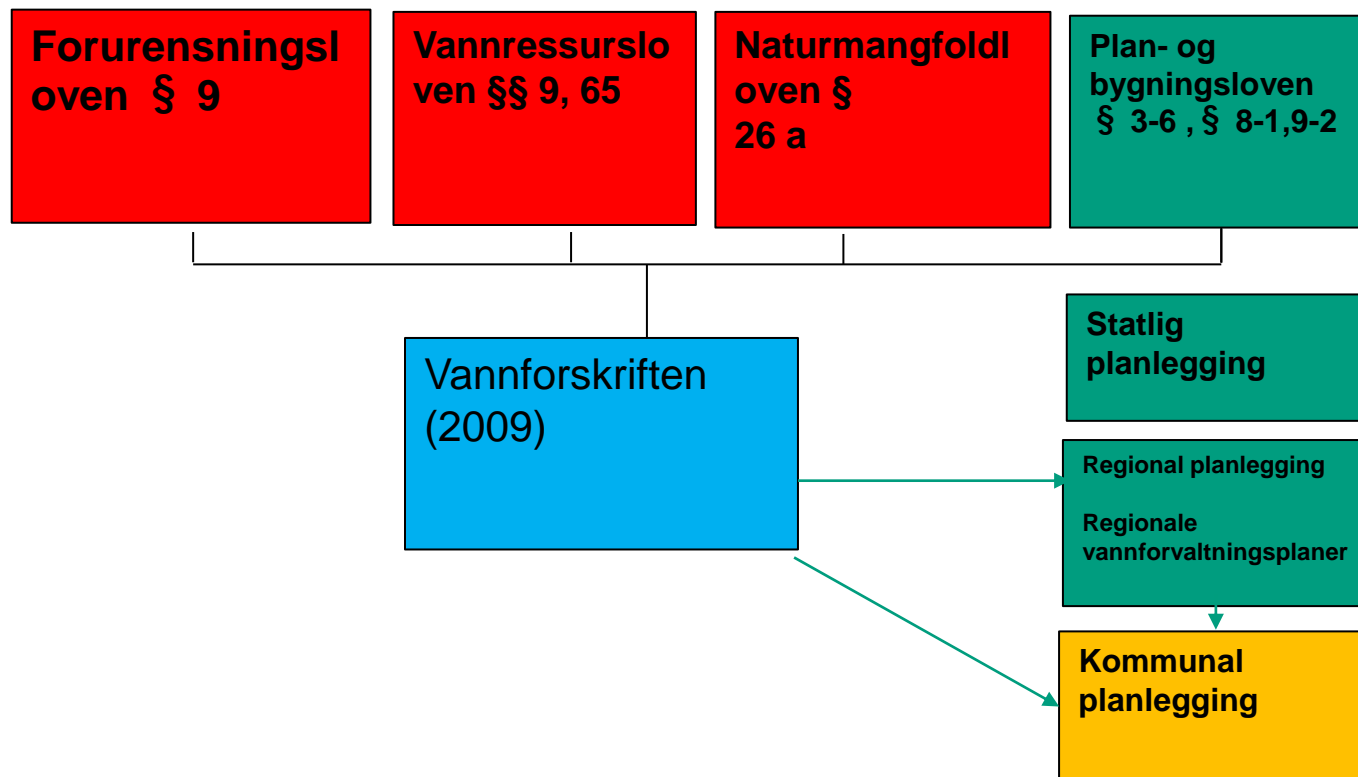 Forurensningsl
oven § 9
Vannressurslo
ven §§ 9, 65
Naturmangfoldl
oven §
26 a
Plan- og
bygningsloven
§ 3-6 , § 8-1,9-2
Vannforskriften
(2009)
Statlig
planlegging
Regional planlegging
Regionale
vannforvaltningsplaner
Kommunal
planlegging